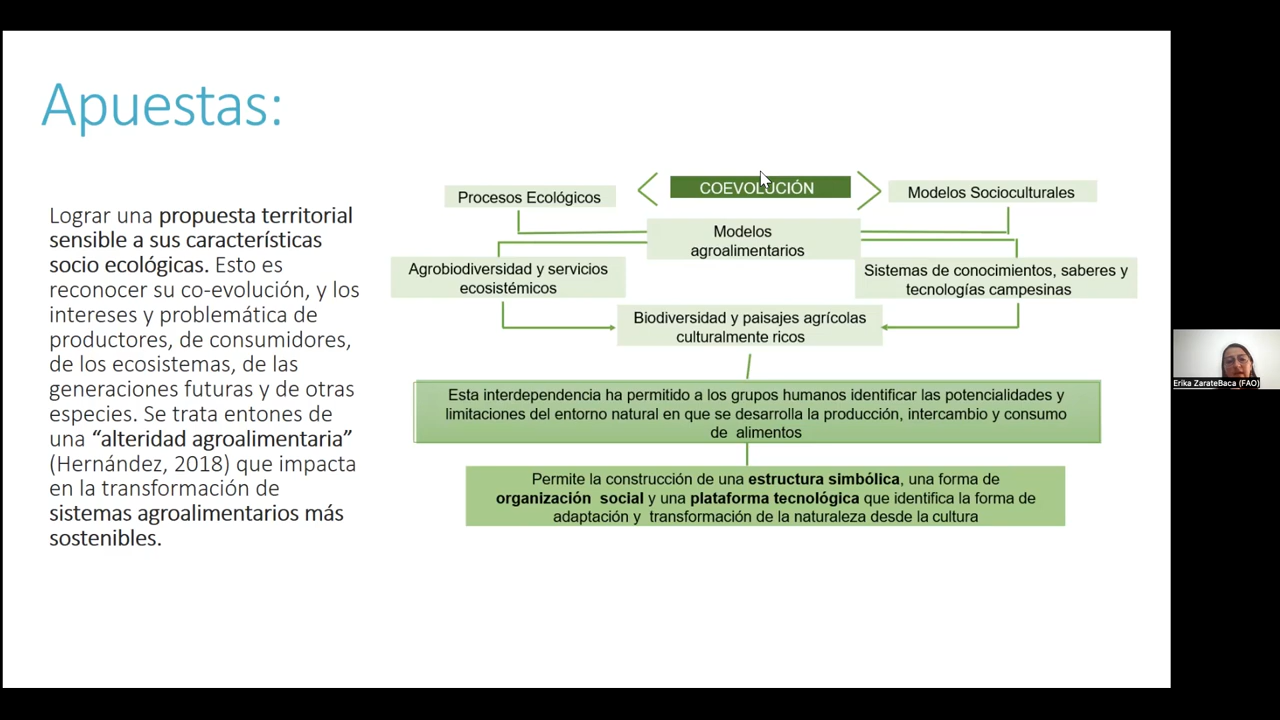 Apuestas:
Lograr una propuesta territorial
sensible a sus características
socio ecológicas. Esto es
reconocer su co-evolución, y los
intereses y problemática de
productores, de consumidores,
de los ecosistemas, de las
generaciones futuras y de otras
especies. Se trata entones de
una “alteridad agroalimentaria”
(Hernández, 2018) que impacta
en la transformación de
sistemas agroalimentarios más
sostenibles.
Procesos Ecológicos
COEVOLUCIÓN
Modelos Socioculturales
Modelos
agroalimentarios
Agrobiodiversidad y servicios
ecosistémicos
Sistemas de conocimientos, saberes y
tecnologías campesinas
Biodiversidad y paisajes agrícolas
culturalmente ricos
Esta interdependencia ha permitido a los grupos humanos identificar las potencialidades y
limitaciones del entorno natural en que se desarrolla la producción, intercambio y consumo
de alimentos
Permite la construcción de una estructura simbólica, una forma de
organización social y una plataforma tecnológica que identifica la forma de
adaptación y transformación de la naturaleza desde la cultura
Erika ZarateBaca (FAO)